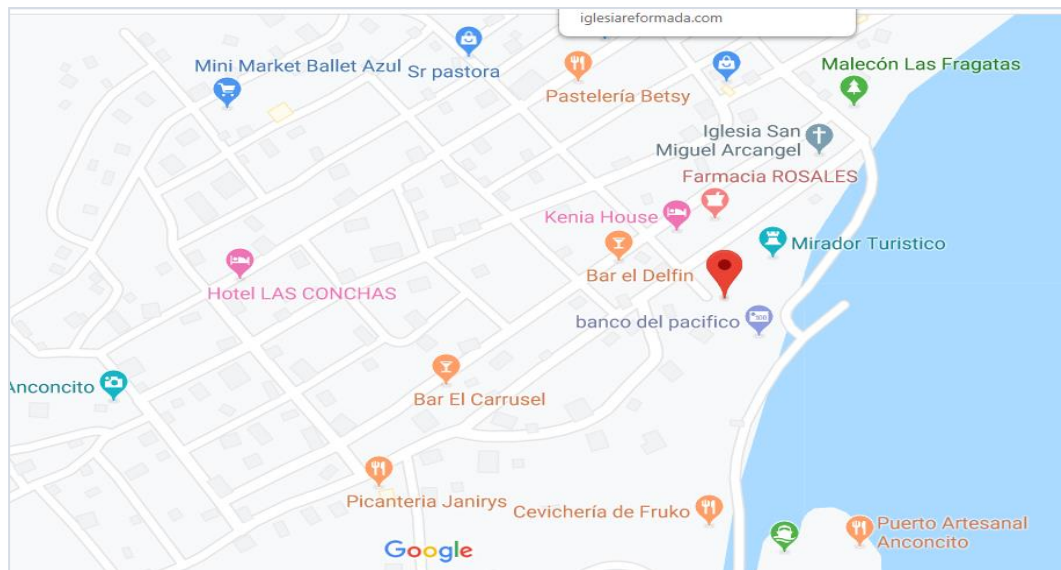 iglesiareformada.com
Mini Market Ballet Azul
Sr pastora
Pastelería Betsy
Malecón Las Fragatas
Iglesia San
Miguel Arcangel
Farmacia ROSALES
Kenia House
Mirador Turistico
Bar el Delfin
Hotel LAS CONCHAS
banco del pacifico
Anconcito
Bar El Carrusel
Picanteria Janirys
Cevichería de Fruko
Puerto Artesanal
Anconcito
Google